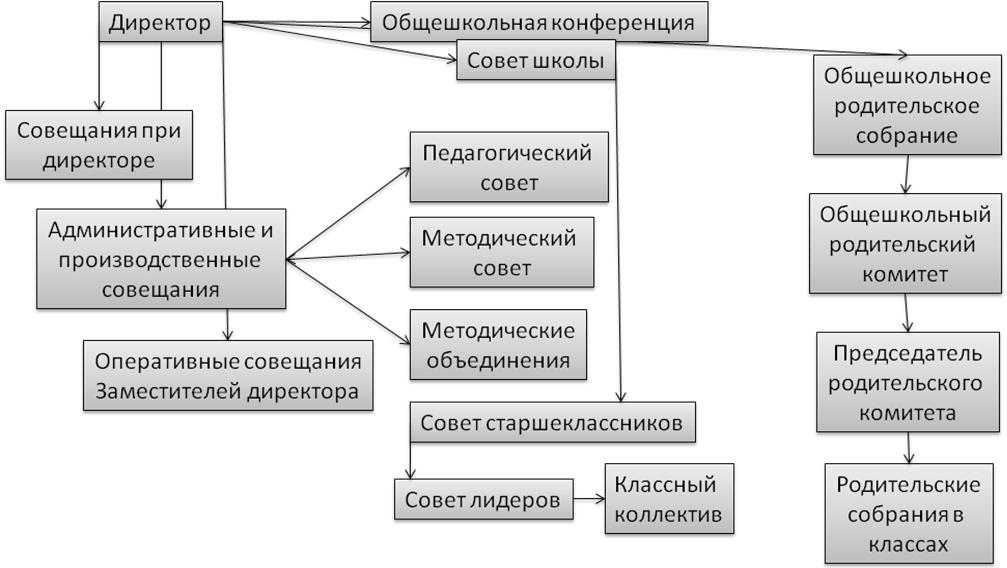 Директор
Общешкольная конференция
Совет школы
Общешкольное
родительское
собрание
Совещания при
директоре
Педагогический
совет
Административные и
производственные
совещания
Методический
совет
Общешкольный
родительский
комитет
Методические
объединения
Оперативные совещания
Заместителей директора
Председатель
родительского
комитета
Совет старшеклассников
Совет лидеров
Классный
коллектив
Родительские
собрания в
классах